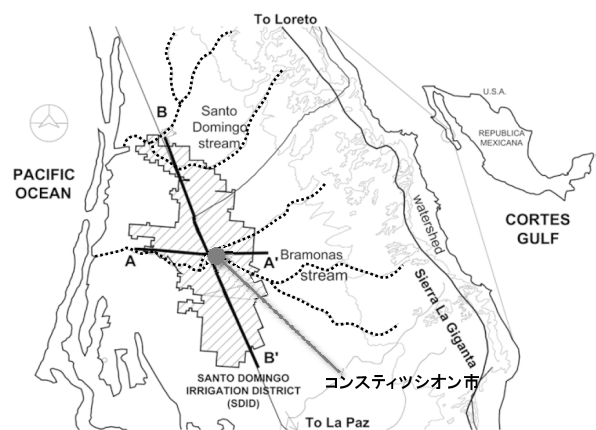 To Loreto
U.S.A.
B
Santo
Domingo
stream
REPUBLICA
MEXICANA
PACIFIC
OCEAN
watershed
CORTES
GULF
A
A'
Bramonas
stream
Sierra La Giganta
B'
SANTO DOMINGO
IRRIGATION DISTRICT
(SDID)
コンスティツシオン市
To La Paz